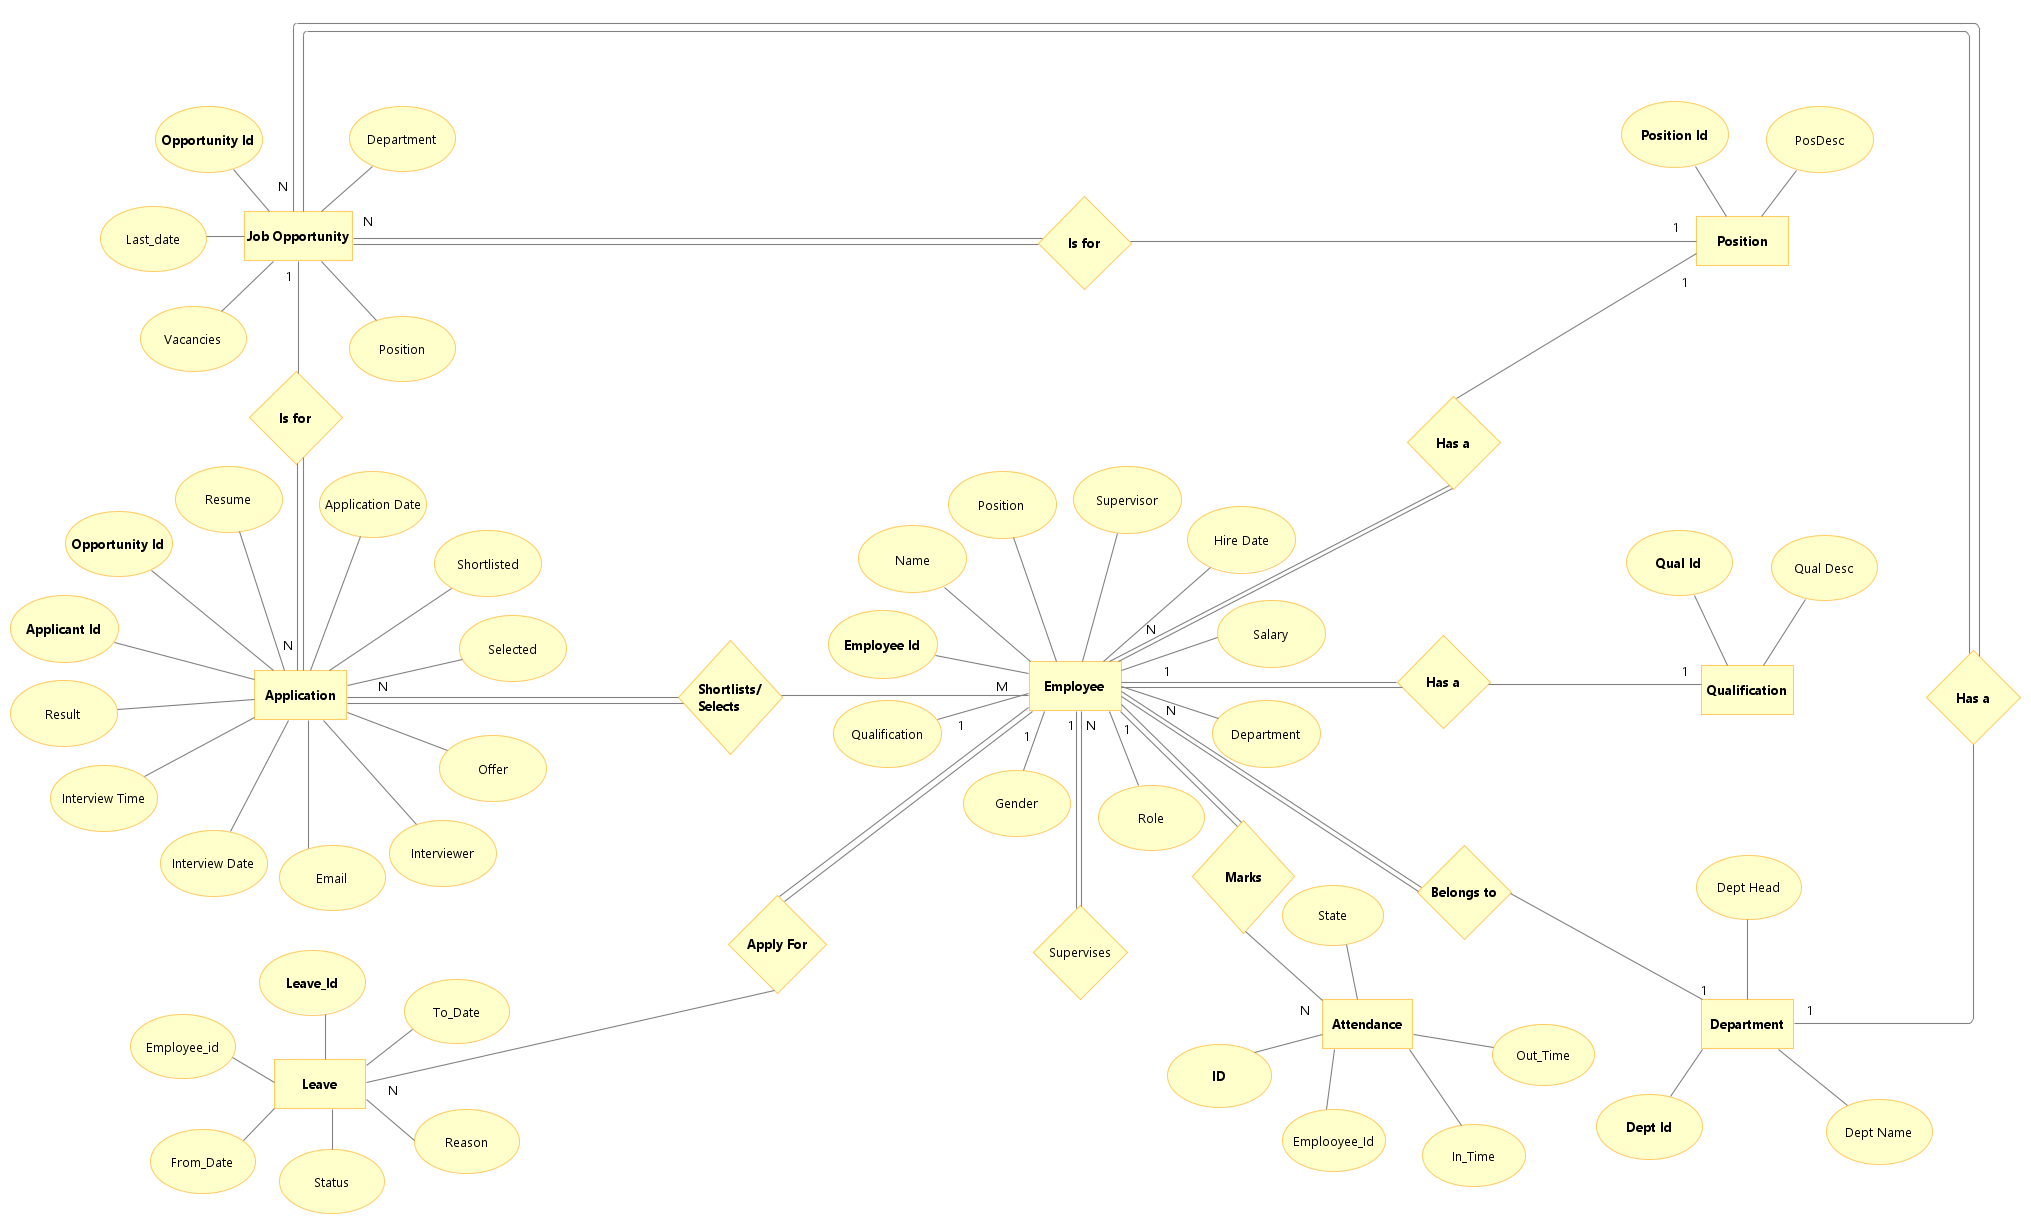 Opportunity Id
Department
Position Id
PosDesc
N
N
Last_date
Job Opportunity
Is for
1
Position
1
1
Vacancies
Position
Is for
Has a
Resume
Application Date
Position
Supervisor
Opportunity Id
Shortlisted
Name
Hire Date
Qual Id
Qual Desc
Applicant Id
N
Selected
Employee Id
N
Salary
Application
N
Shortlists/
Selects
M
Employee
1
Has a
1
Qualification
Has a
Result
Qualification
1
1
1
N
1
N
Department
Interview Time
Offer
Gender
Role
Interview Date
Email
Interviewer
Marks
Belongs to
Dept Head
State
Apply For
Supervises
Leave_Id
To_Date
1
N
Attendance
Department
1
Employee_id
Out_Time
Leave
N
ID
From_Date
Status
Reason
Emplooyee_Id
In_Time
Dept Id
Dept Name